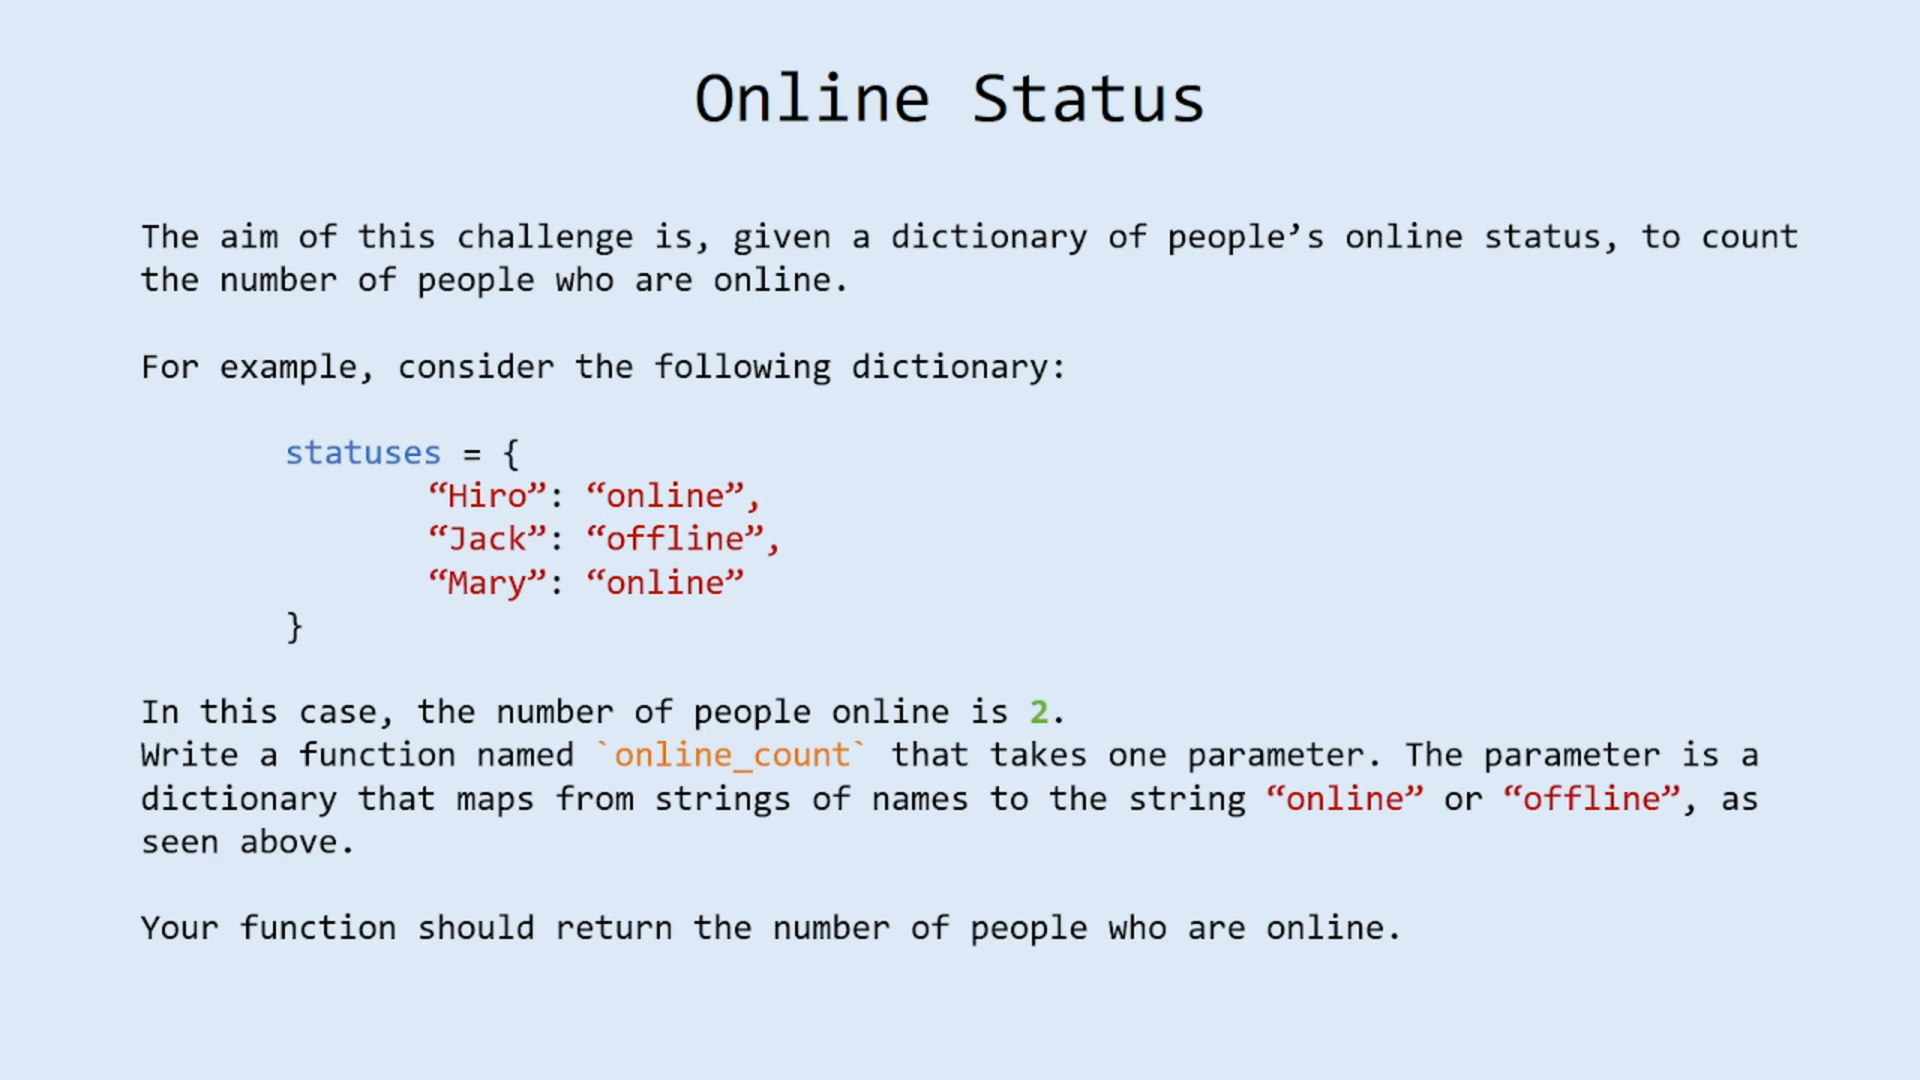 Online Status
The aim of this challenge is, given a dictionary of people’s online status, to count
the number of people who are online.
For example, consider the following dictionary:
statuses = {
“Hiro”: “online”,
“Jack”: “offline”,
“Mary”: “online”
}
In this case, the number of people online is 2.
Write a function named `online_count` that takes one parameter. The parameter is a
dictionary that maps from strings of names to the string “online” or “offline”, as
seen above.
Your function should return the number of people who are online.